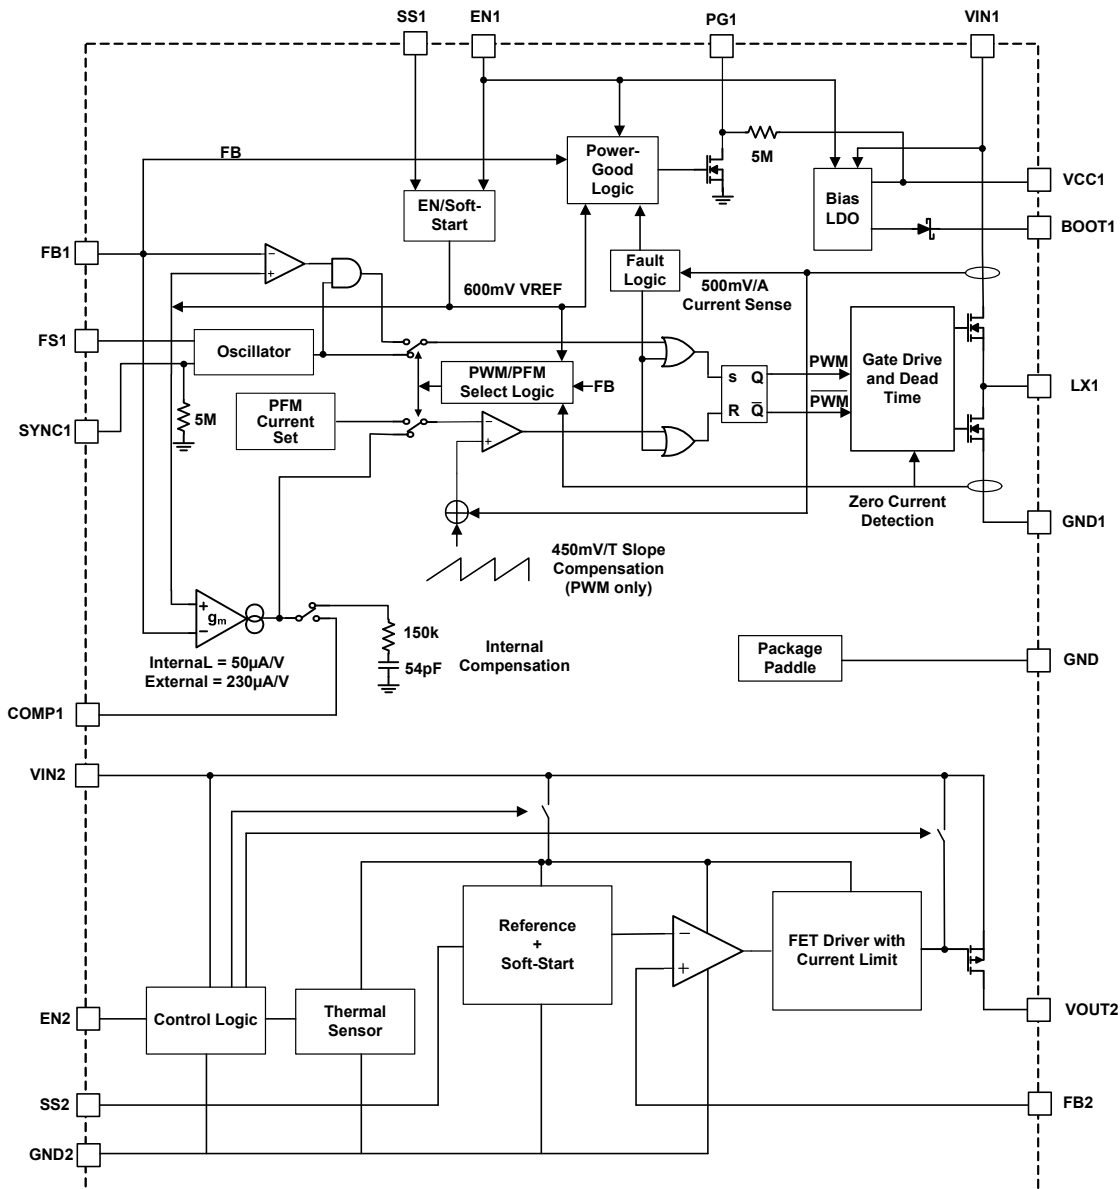 SS1
EN1
PG1
VIN1
FB
Power-
Good
Logic
5M
Bias
LDO
VCC1
BOOT1
EN/Soft-
Start
FB1
−
+
Fault
Logic
500mV/A
Current Sense
600mV VREF
FS1
Oscillator
PWM/PFM
Select Logic
FB
S Q
R Q̅
PWM
P̅W̅M̅
Gate Drive
and Dead
Time
LX1
5M
PFM
Current
Set
SYNC1
−
+
Zero Current
Detection
GND1
450mV/T Slope
Compensation
(PWM only)
+
gm
−
150k
54pF
Internal
Compensation
InternaL = 50µA/V
External = 230µA/V
Package
Paddle
GND
COMP1
VIN2
Reference
+
Soft-Start
−
+
FET Driver with
Current Limit
EN2
Control Logic
Thermal
Sensor
VOUT2
SS2
FB2
GND2